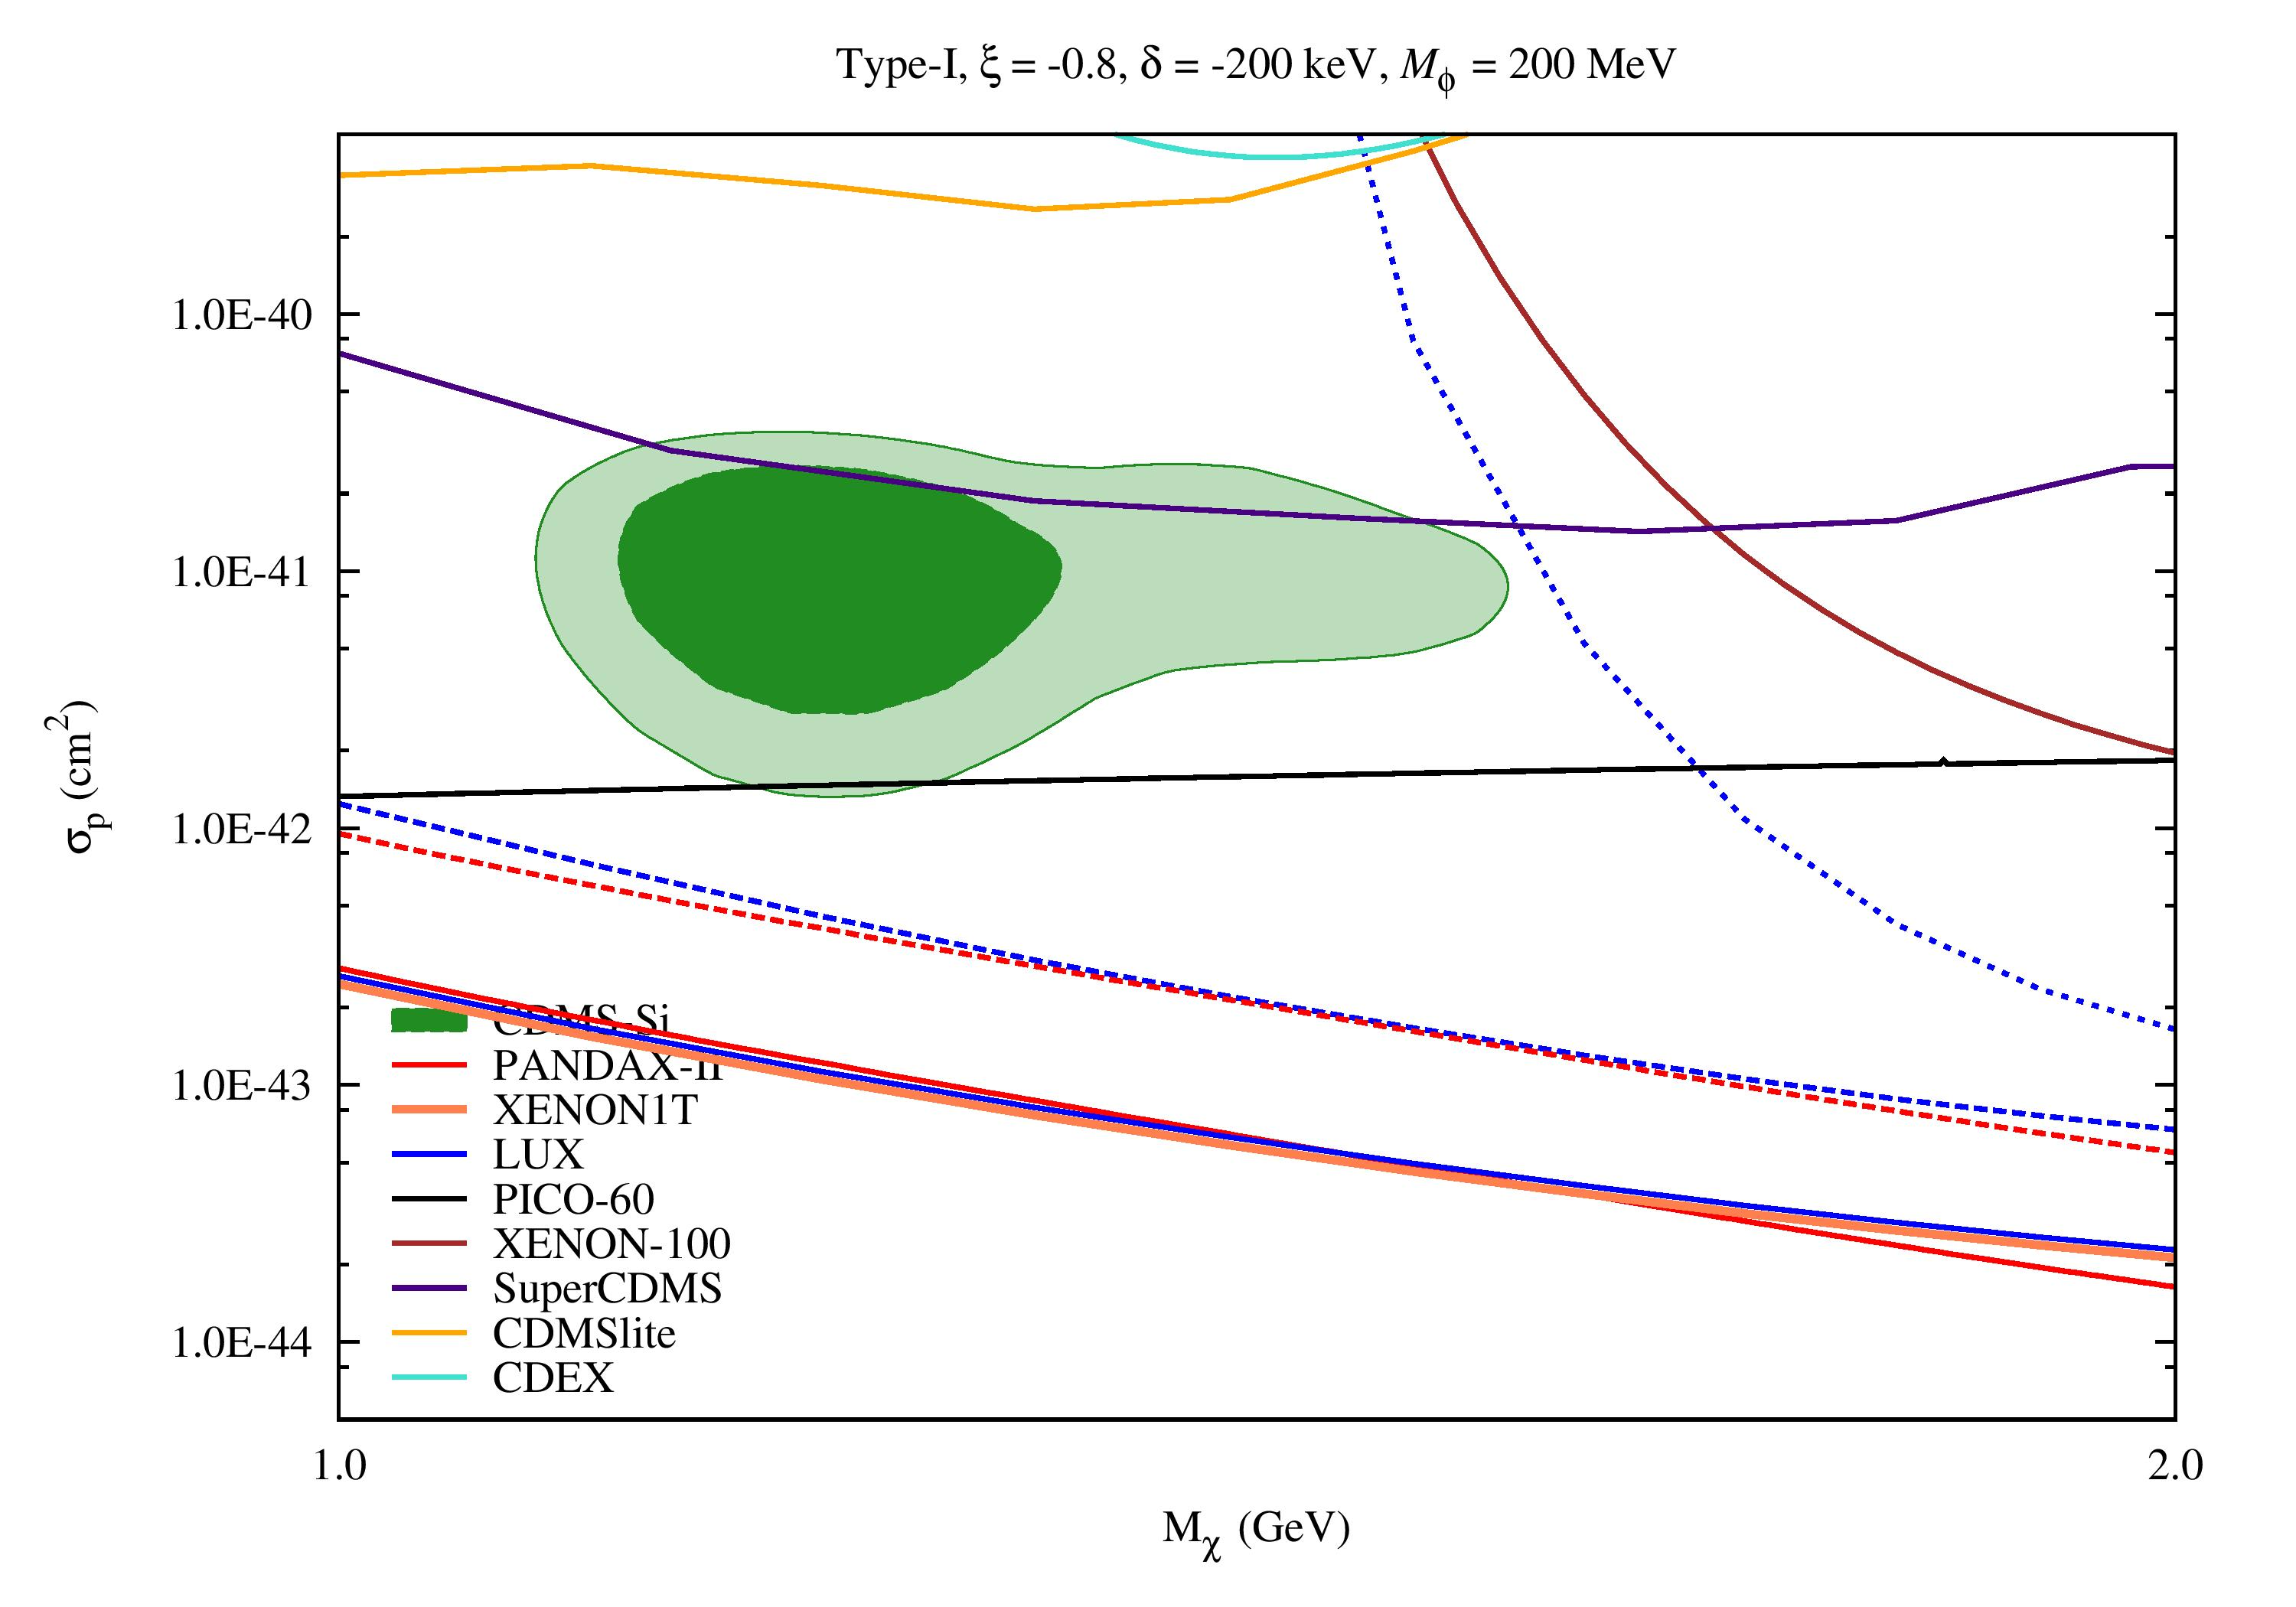 Type-I, ξ = -0.8, δ = -200 keV, Mϕ = 200 MeV
1.0E-40
1.0E-41
1.0E-42
1.0E-43
1.0E-44
σp (cm2)
CDMS-Si
PANDAX-II
XENON1T
LUX
PICO-60
XENON-100
SuperCDMS
CDMSlite
CDEX
1.0
2.0
Mχ (GeV)